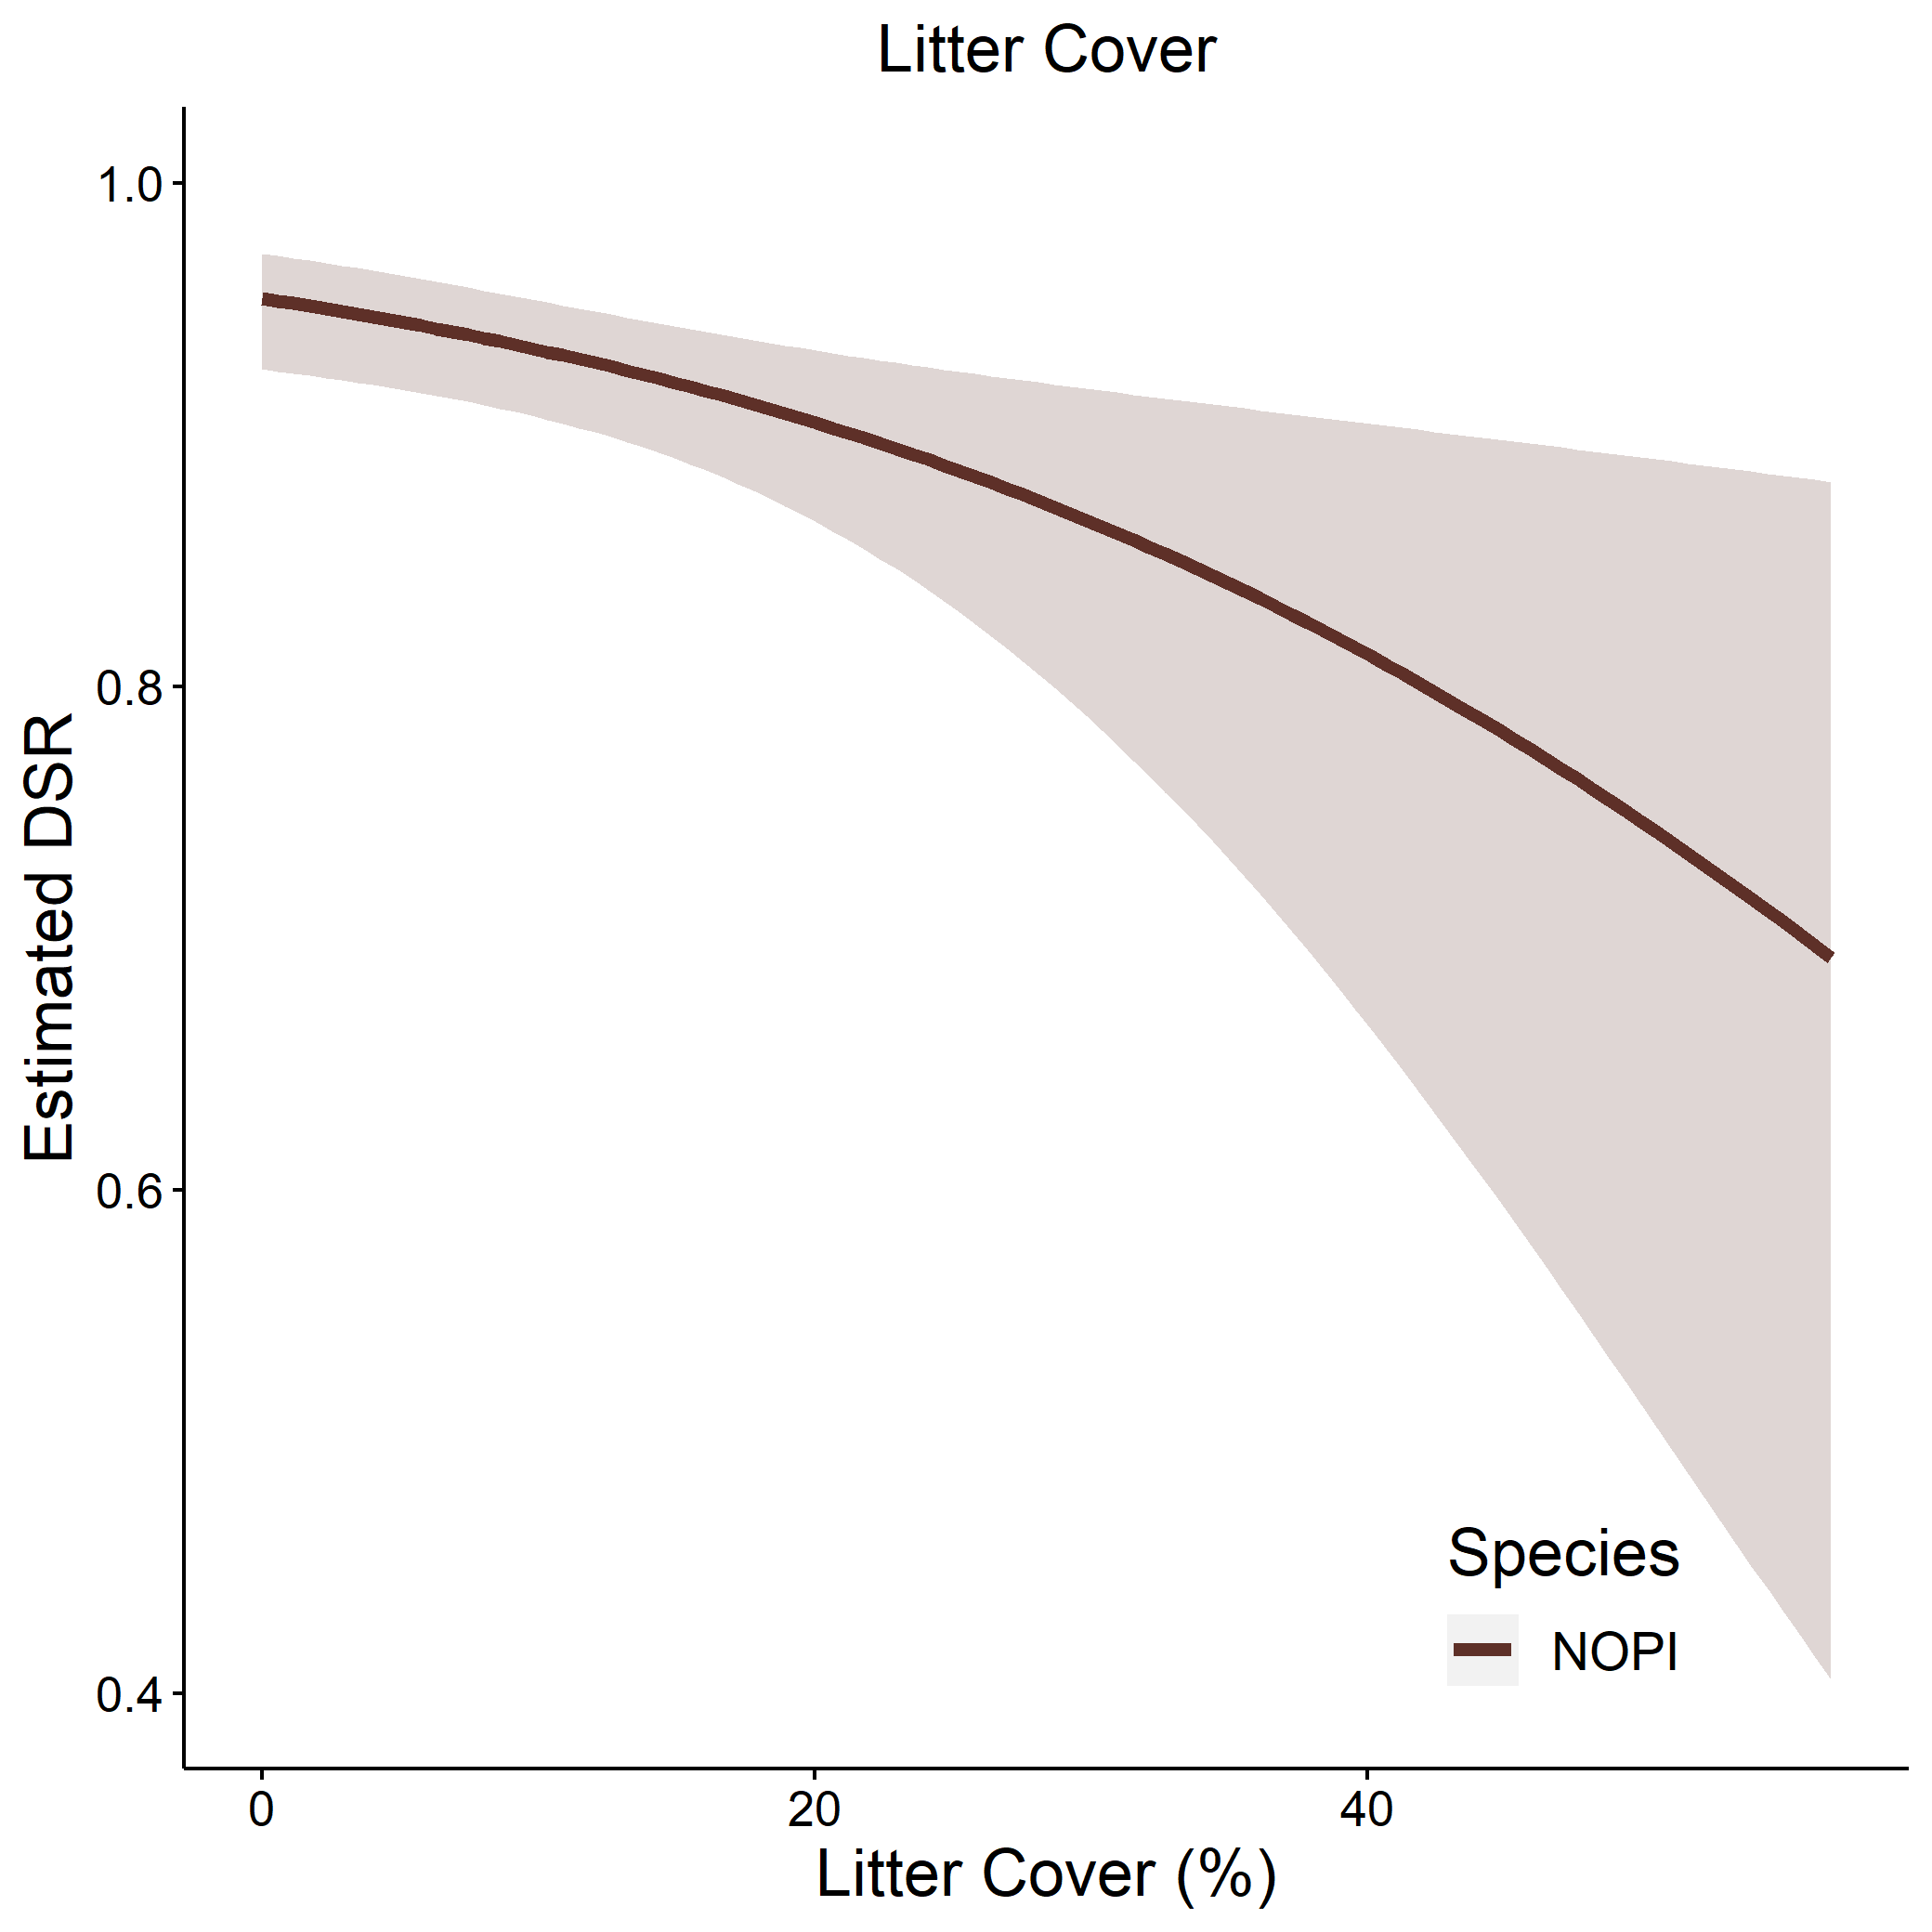 Litter Cover
1.0
0.8
0.6
0.4
Estimated DSR
Species
NOPI
0 20 40
Litter Cover (%)